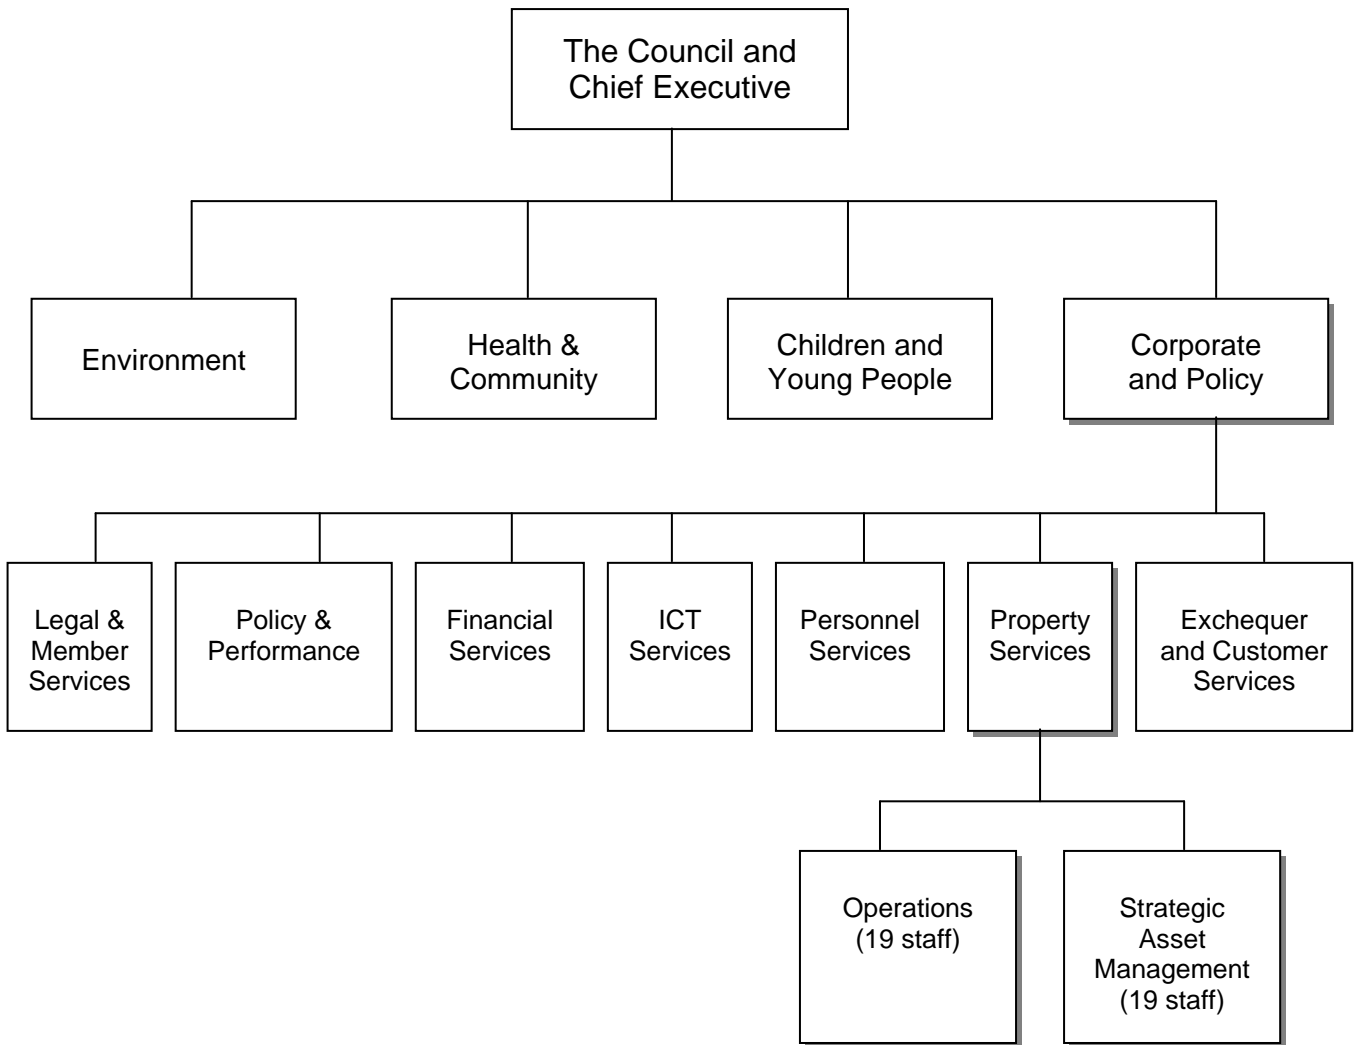 The Council and
Chief Executive
Environment
Health &
Community
Children and
Young People
Corporate
and Policy
Legal &
Member
Services
Policy &
Performance
Financial
Services
ICT
Services
Personnel
Services
Property
Services
Exchequer
and Customer
Services
Operations
(19 staff)
Strategic
Asset
Management
(19 staff)